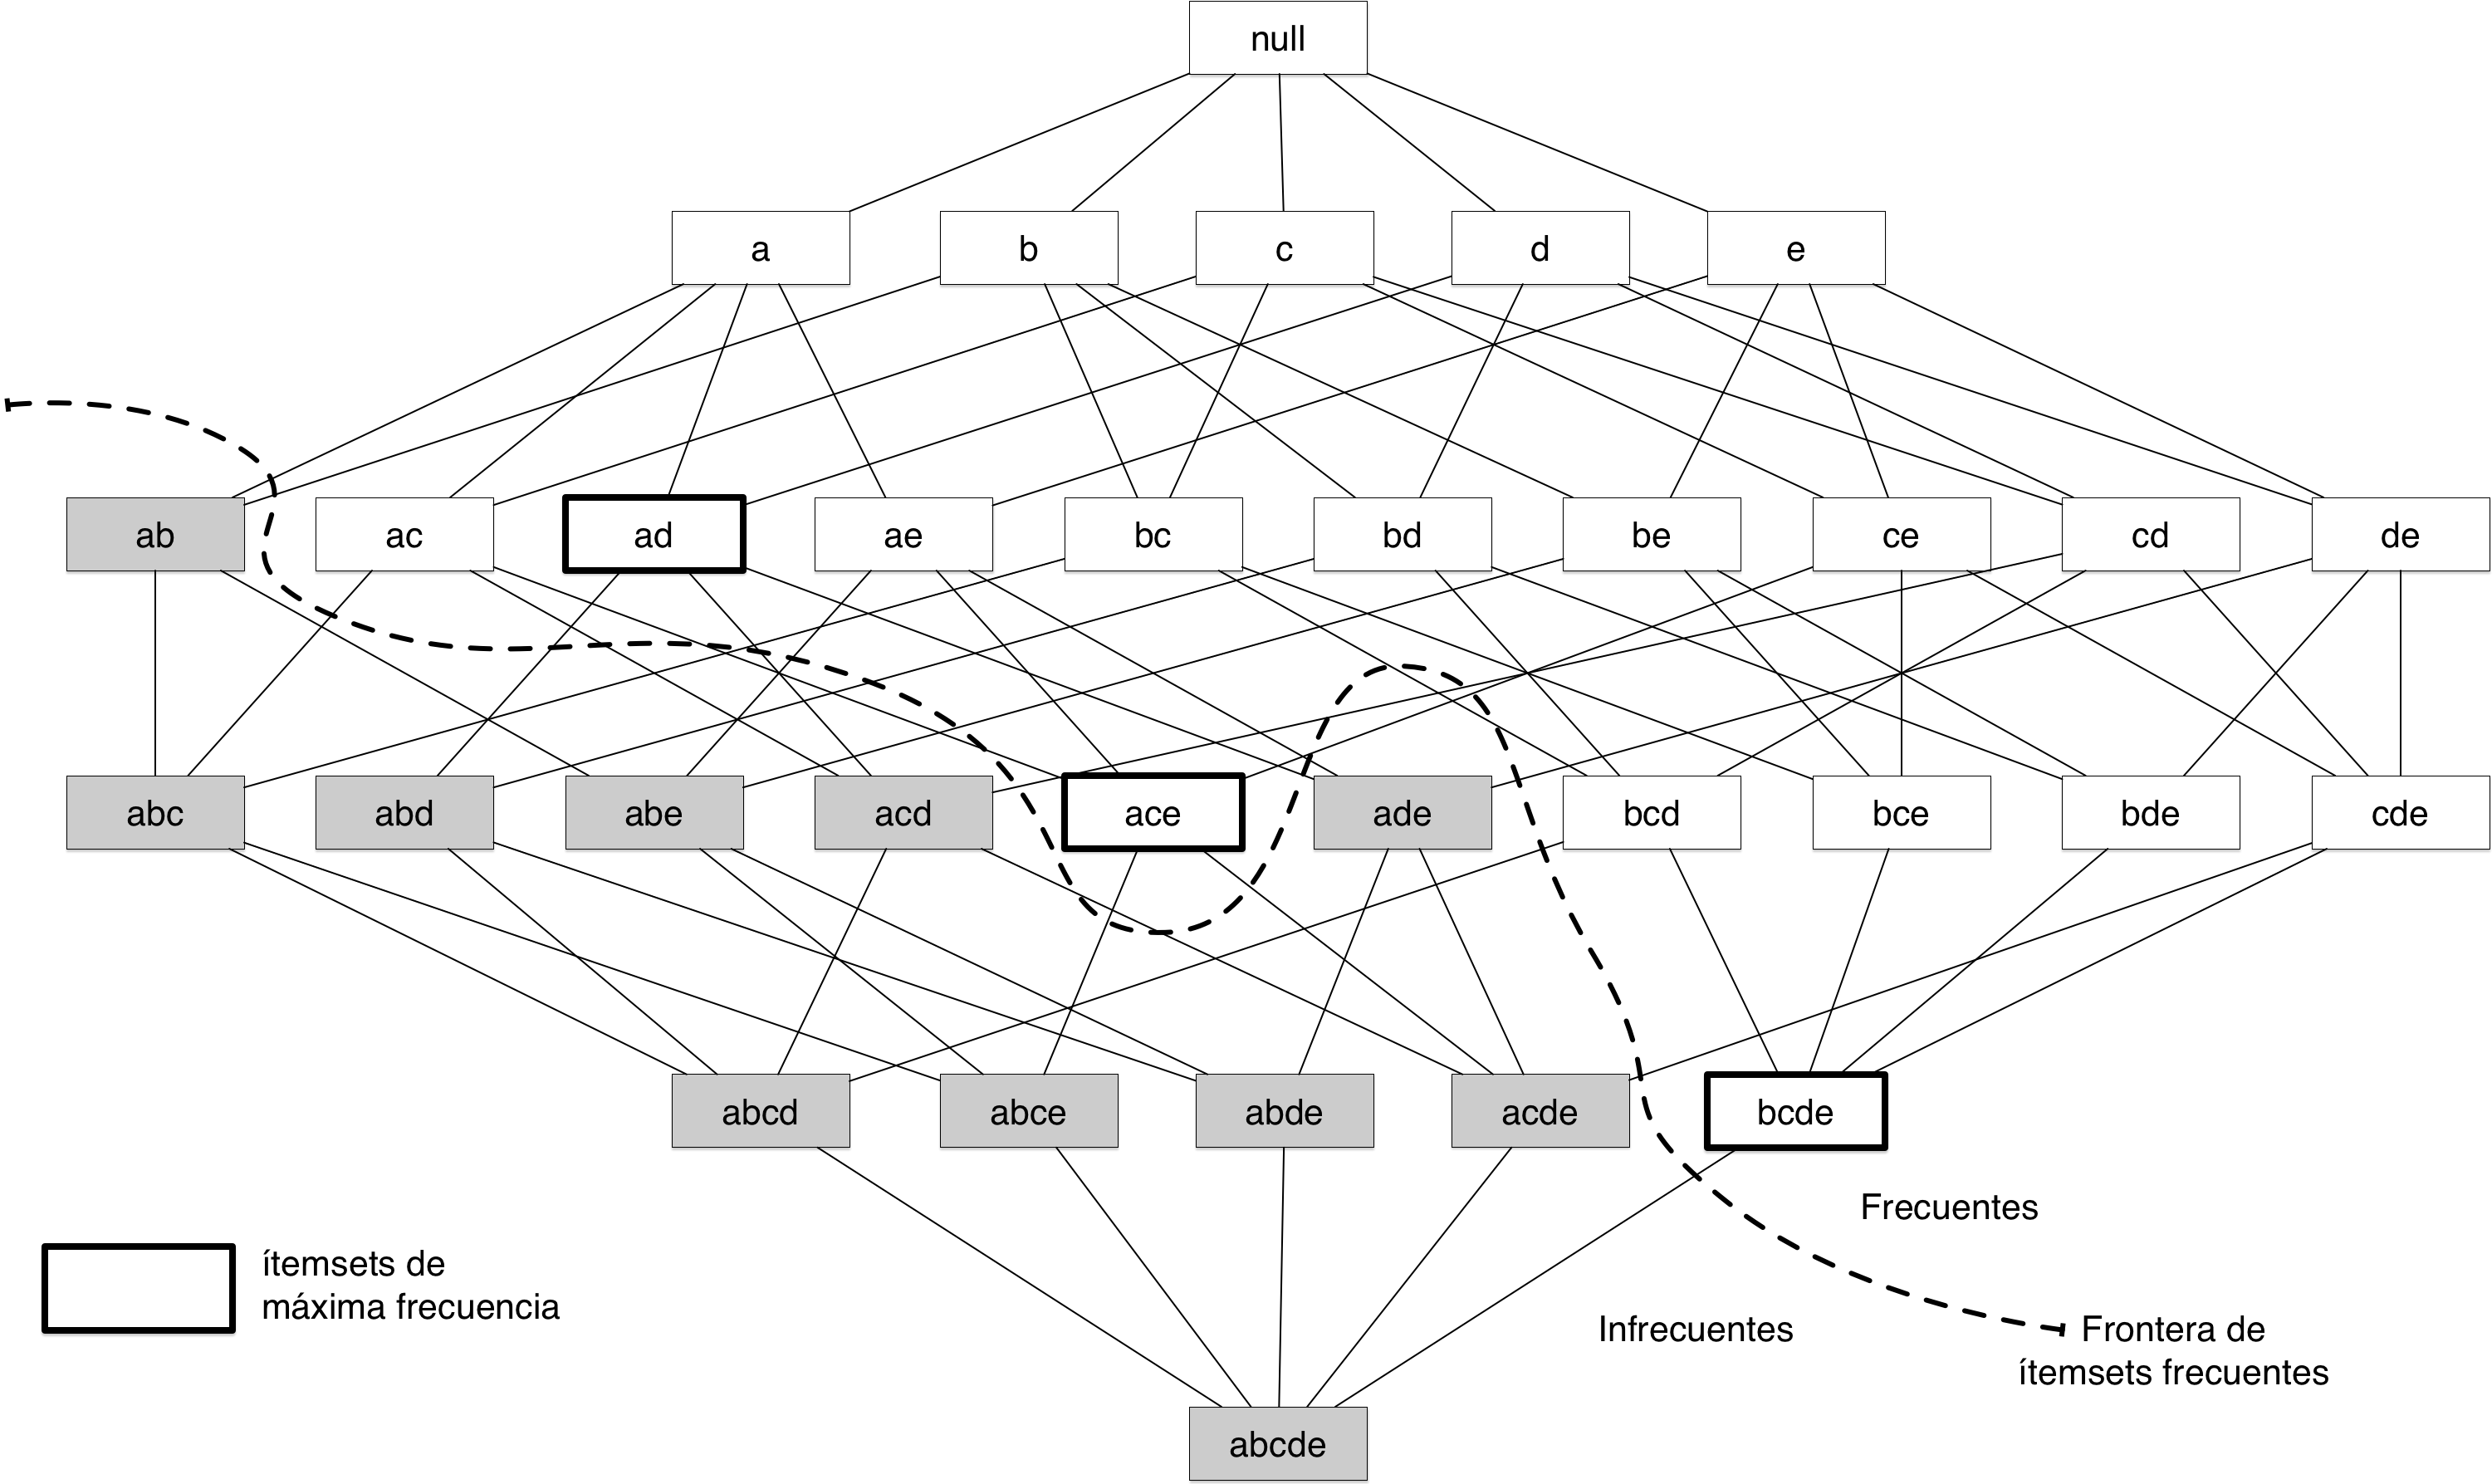 null
a b c d e
ab ac ad ae bc bd be ce cd de
abc abd abe acd ace ade bcd bce bde cde
abcd abce abde acde bcde
Frecuentes
ítemsets de
máxima frecuencia
Infrecuentes
Frontera de
ítemsets frecuentes
abcde